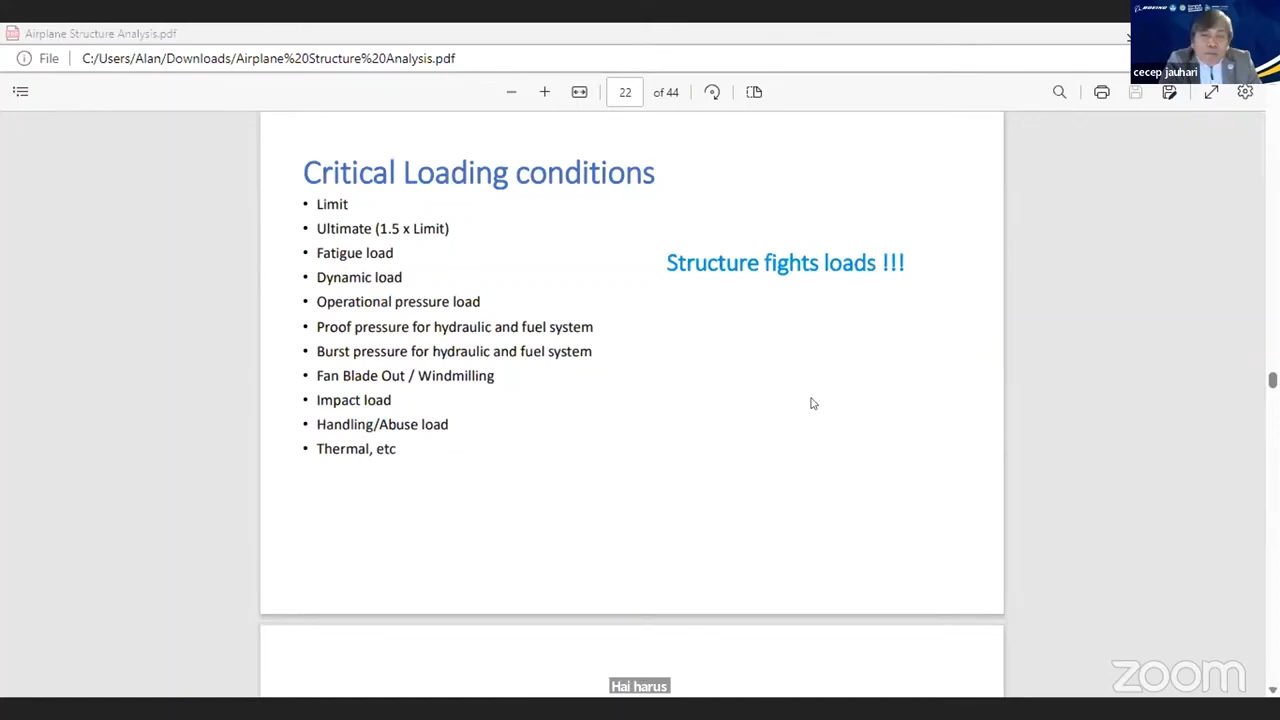 Airplane Structure Analysis.pdf
BOEING
File
C:/Users/Alan/Downloads/Airplane%20Structure%20Analysis.pdf
cecep jauhari
22 of 44
Critical Loading conditions
• Limit
• Ultimate (1.5 x Limit)
• Fatigue load
Structure fights loads !!!
• Dynamic load
• Operational pressure load
• Proof pressure for hydraulic and fuel system
• Burst pressure for hydraulic and fuel system
• Fan Blade Out / Windmilling
• Impact load
• Handling/Abuse load
• Thermal, etc
zoom
Hai harus